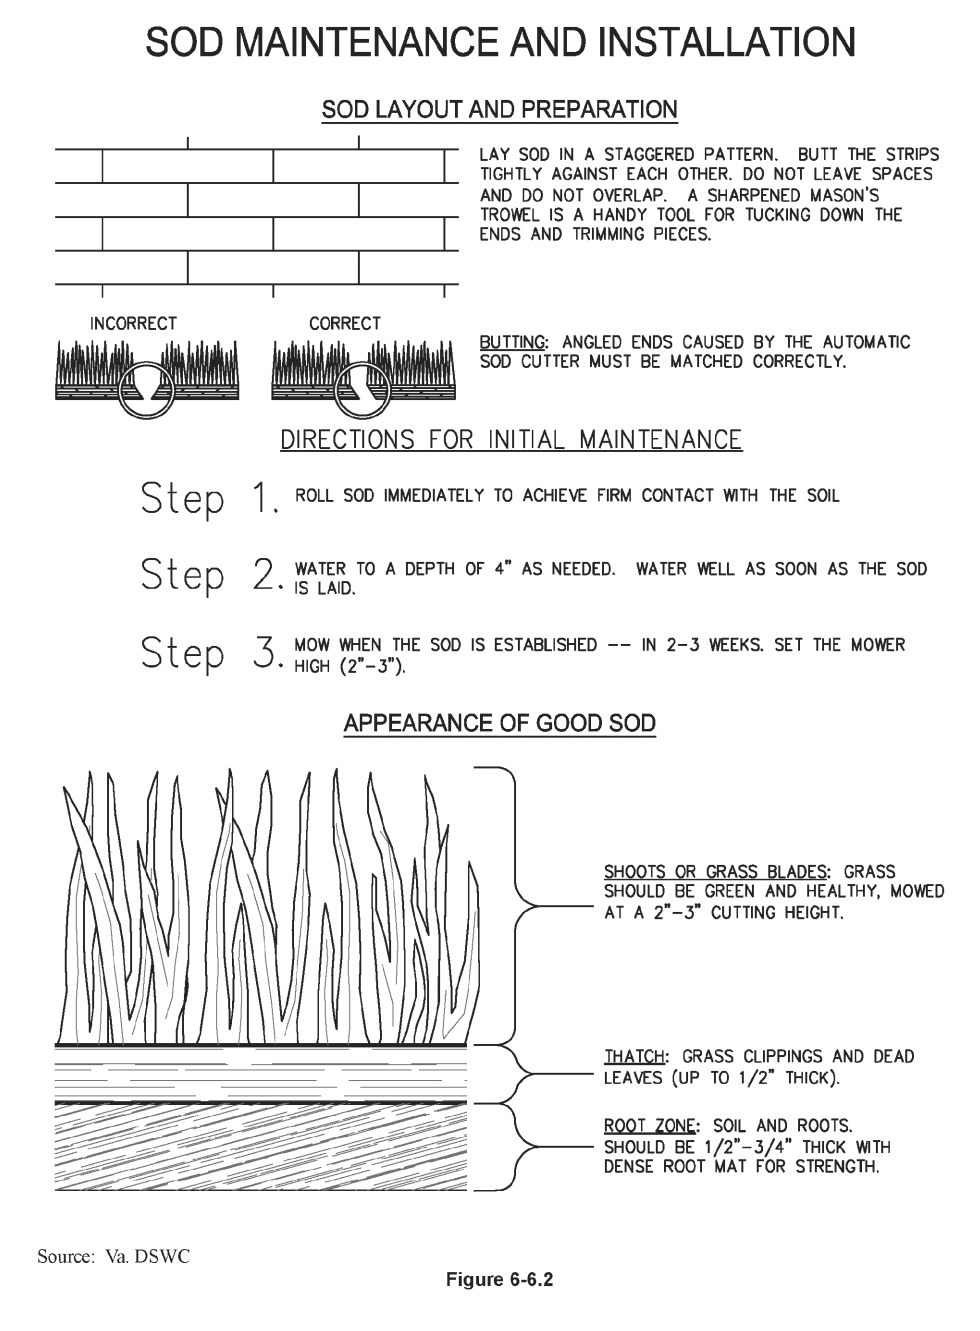 SOD MAINTENANCE AND INSTALLATION
SOD LAYOUT AND PREPARATION
LAY SOD IN A STAGGERED PATTERN. BUTT THE STRIPS
TIGHTLY AGAINST EACH OTHER. DO NOT LEAVE SPACES
AND DO NOT OVERLAP. A SHARPENED MASON'S
TROWEL IS A HANDY TOOL FOR TUCKING DOWN THE
ENDS AND TRIMMING PIECES.
INCORRECT
CORRECT
BUTTING: ANGLED ENDS CAUSED BY THE AUTOMATIC
SOD CUTTER MUST BE MATCHED CORRECTLY.
DIRECTIONS FOR INITIAL MAINTENANCE
Step 1. ROLL SOD IMMEDIATELY TO ACHIEVE FIRM CONTACT WITH THE SOIL
Step 2. WATER TO A DEPTH OF 4" AS NEEDED. WATER WELL AS SOON AS THE SOD
IS LAID.
Step 3. MOW WHEN THE SOD IS ESTABLISHED -- IN 2-3 WEEKS. SET THE MOWER
HIGH (2"-3").
APPEARANCE OF GOOD SOD
SHOOTS OR GRASS BLADES: GRASS
SHOULD BE GREEN AND HEALTHY, MOWED
AT A 2"-3" CUTTING HEIGHT.
THATCH: GRASS CLIPPINGS AND DEAD
LEAVES (UP TO 1/2" THICK).
ROOT ZONE: SOIL AND ROOTS.
SHOULD BE 1/2"-3/4" THICK WITH
DENSE ROOT MAT FOR STRENGTH.
Source: Va. DSWC
Figure 6-6.2